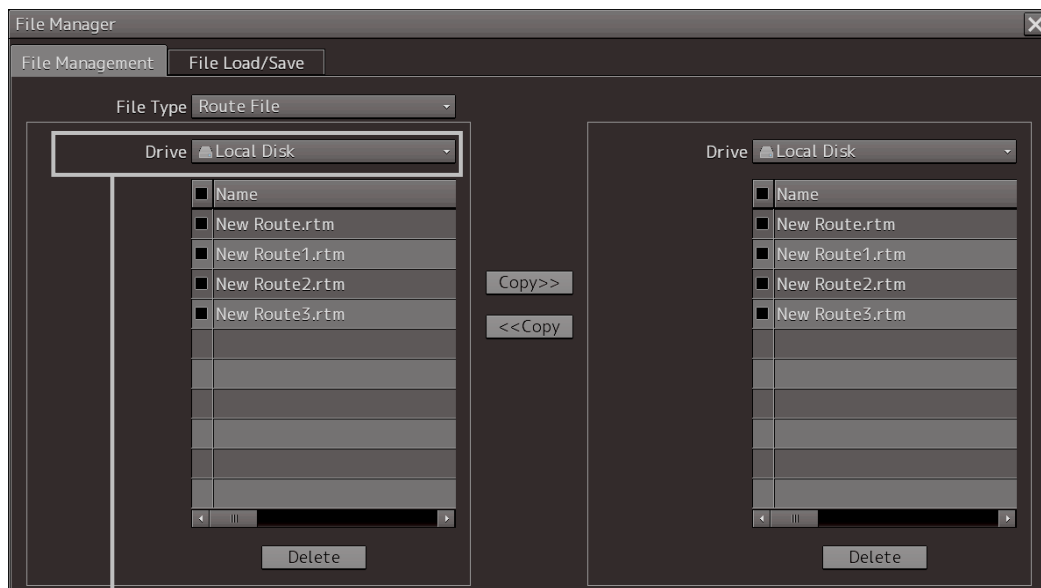 File Manager
File Management File Load/Save
File Type Route File
Drive Local Disk
Name
New Route.rtm
New Route1.rtm
New Route2.rtm
New Route3.rtm
Delete
Copy>>
<<Copy
Drive Local Disk
Name
New Route.rtm
New Route1.rtm
New Route2.rtm
New Route3.rtm
Delete